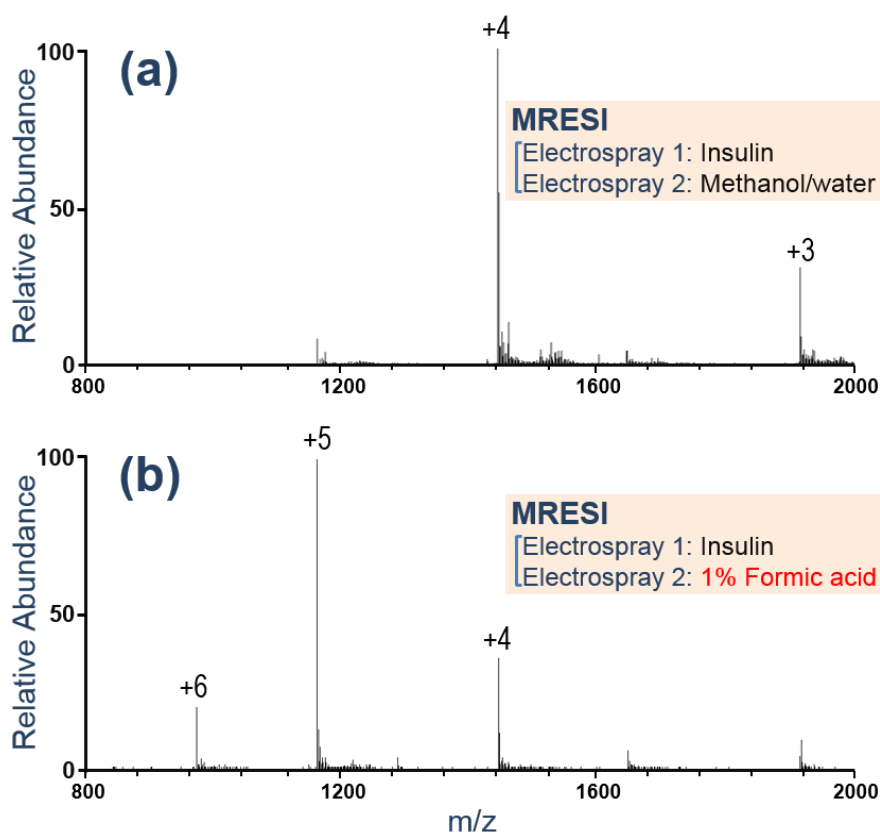 +4
100
(a)
MRESI
Electrospray 1: Insulin
Electrospray 2: Methanol/water
Relative Abundance
50
+3
0
800
1200
1600
2000
+5
100
(b)
MRESI
Electrospray 1: Insulin
Electrospray 2: 1% Formic acid
Relative Abundance
50
+4
+6
0
800
1200
1600
2000
m/z